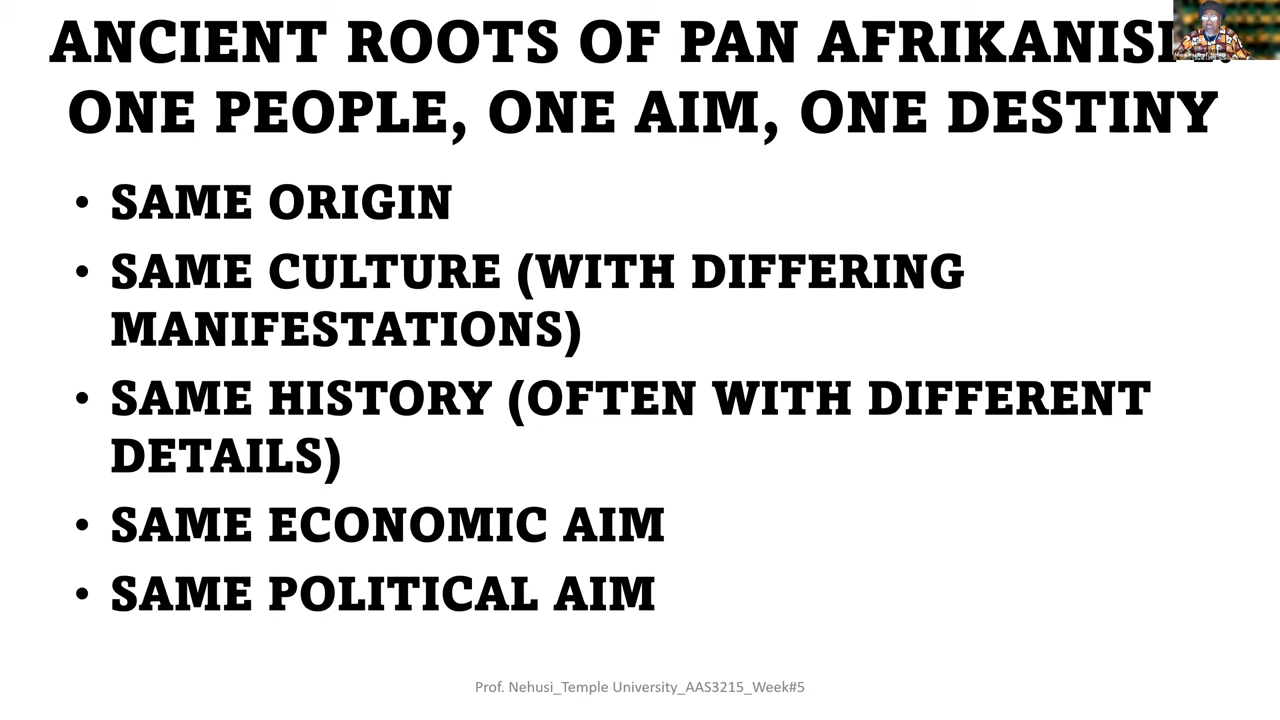 ANCIENT ROOTS OF PAN AFRIKANIS
ONE PEOPLE, ONE AIM, ONE DESTINY
• SAME ORIGIN
• SAME CULTURE (WITH DIFFERING
MANIFESTATIONS)
• SAME HISTORY (OFTEN WITH DIFFERENT
DETAILS)
• SAME ECONOMIC AIM
• SAME POLITICAL AIM
Prof. Nehusi_Temple University_AAS3215_Week#5